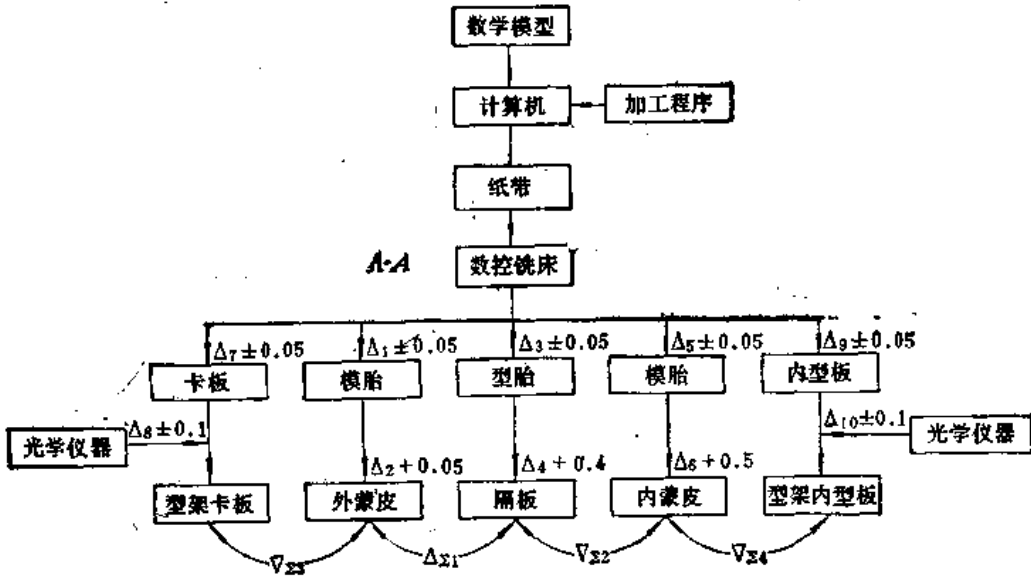 数学模型
计算机
加工程序
纸带
A-A
数控铣床
Δ7±0.05
Δ1±0.05
Δ3±0.05
Δ5±0.05
Δ9±0.05
卡板
模胎
型胎
模胎
内型板
光学仪器
Δ8±0.1
Δ10±0.1
光学仪器
Δ2+0.05
Δ4+0.4
Δ6+0.5
型架卡板
外蒙皮
隔板
内蒙皮
型架内型板
∇Σ3
ΔΣ1
∇Σ2
∇Σ4